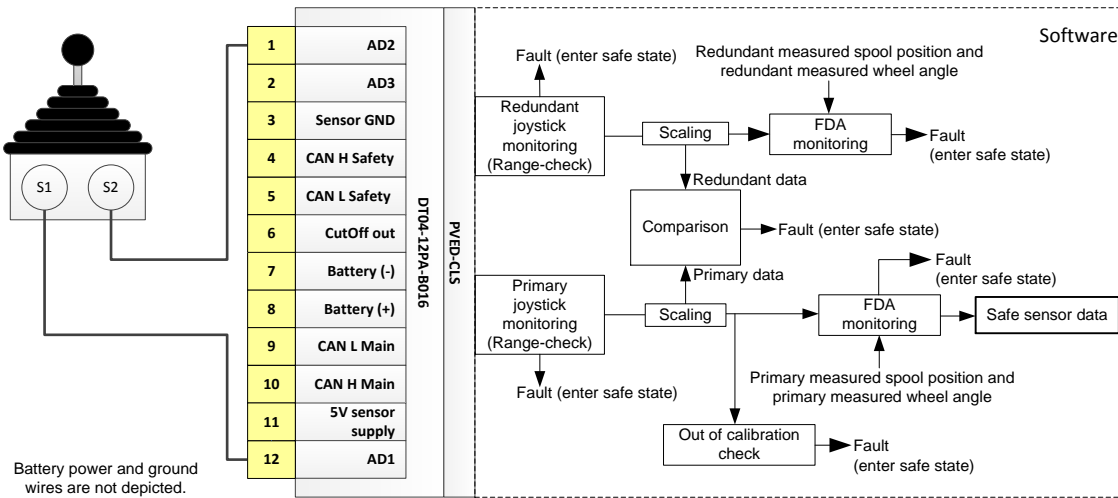 S1
S2
Battery power and ground
wires are not depicted.
1
AD2
2
AD3
3
Sensor GND
4
CAN H Safety
5
CAN L Safety
6
CutOff out
7
Battery (-)
8
Battery (+)
9
CAN L Main
10
CAN H Main
11
5V sensor
supply
12
AD1
DT04-12PA-B016
PVED-CLS
Software
Fault (enter safe state)
Redundant measured spool position and
redundant measured wheel angle
Redundant
joystick
monitoring
(Range-check)
Scaling
FDA
monitoring
Fault
(enter safe state)
Redundant data
Comparison
Fault (enter safe state)
Primary data
Fault
(enter safe state)
Primary
joystick
monitoring
(Range-check)
Scaling
FDA
monitoring
Safe sensor data
Fault (enter safe state)
Primary measured spool position and
primary measured wheel angle
Out of calibration
check
Fault
(enter safe state)